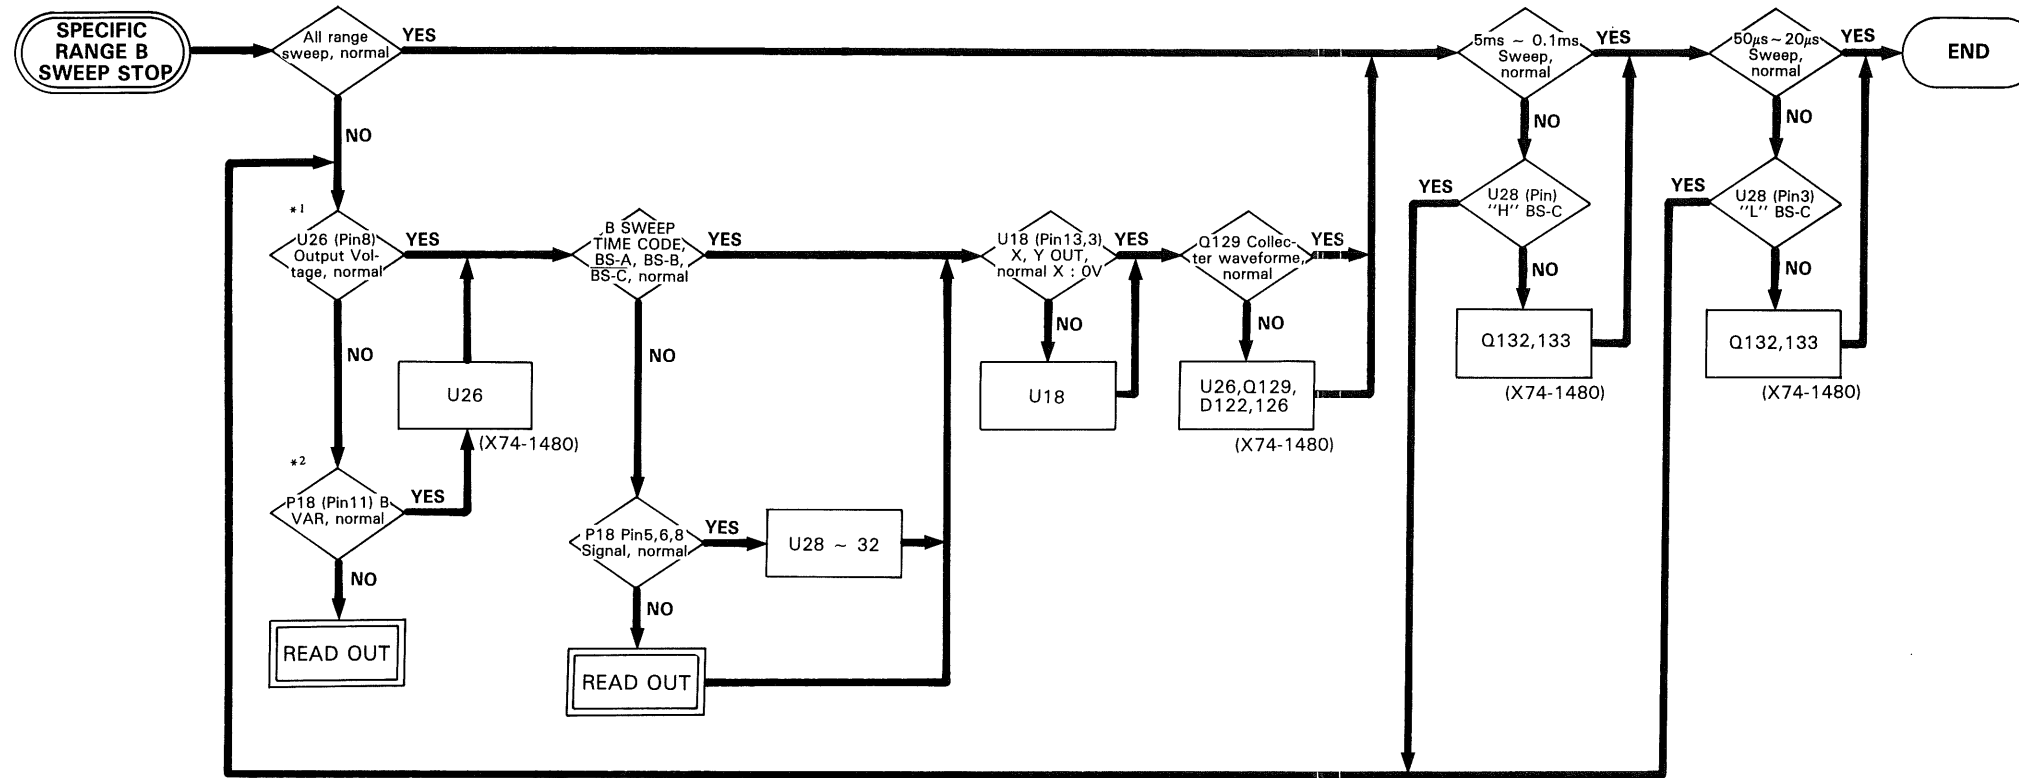 SPECIFIC
RANGE B
SWEEP STOP
All range
sweep, normal
YES
NO
5ms ~ 0.1ms
Sweep,
normal
YES
NO
50μs~20μs
Sweep,
normal
YES
NO
END
*1
U26 (Pin8)
Output Vol-
tage, normal
YES
NO
B SWEEP
TIME CODE,
BS-A, BS-B,
BS-C, normal
YES
NO
U18 (Pin13,3)
X, Y OUT,
normal X : 0V
YES
NO
Q129 Collec-
ter waveforme,
normal
YES
NO
U28 (Pin)
"H" BS-C
YES
NO
U28 (Pin3)
"L" BS-C
YES
NO
U26
(X74-1480)
U18
U26,Q129,
D122,126
(X74-1480)
Q132,133
(X74-1480)
Q132,133
(X74-1480)
*2
P18 (Pin11) B
VAR, normal
YES
NO
P18 Pin5,6,8
Signal, normal
YES
NO
U28 ~ 32
READ OUT
READ OUT